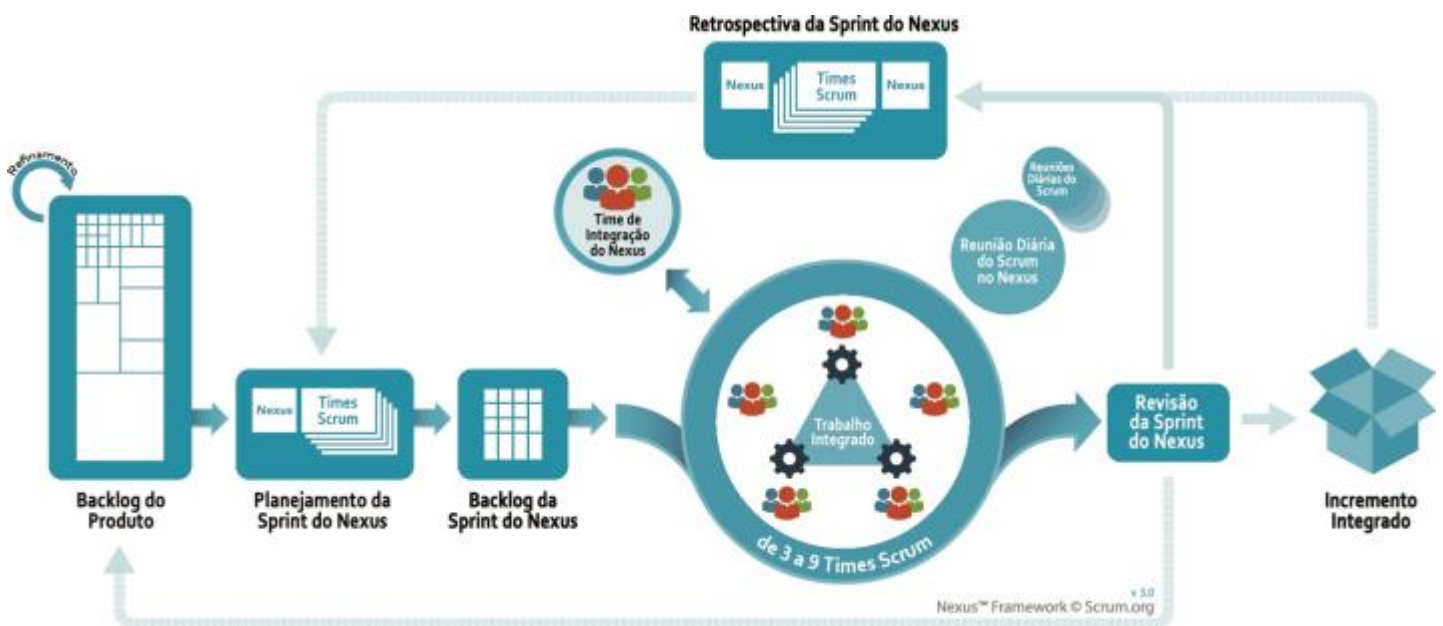 Retrospectiva da Sprint do Nexus
Nexus
Times
Scrum
Nexus
Refinamento
Time de
Integração
do Nexus
Reuniões
Diárias do
Scrum
Reunião Diária
do Scrum
no Nexus
Nexus
Times
Scrum
Trabalho
Integrado
Revisão
da Sprint
do Nexus
Backlog do
Produto
Planejamento da
Sprint do Nexus
Backlog da
Sprint do Nexus
de 3 a 9 Times Scrum
Incremento
Integrado
v 3.0
Nexus™ Framework © Scrum.org